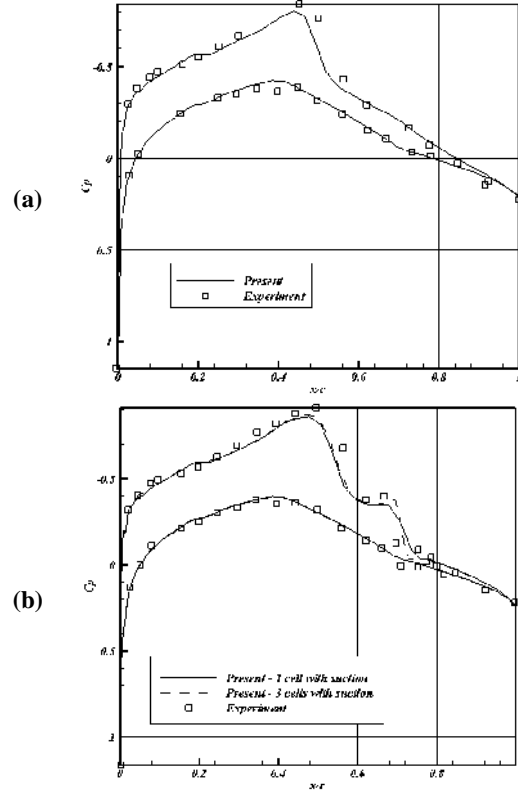 -0.5
0
0.5
1
Cp
(a)
Present
Experiment
0 0.2 0.4 0.6 0.8
x/c
-0.5
0
0.5
1
Cp
(b)
Present - 1 cell with suction
Present - 3 cells with suction
Experiment
0 0.2 0.4 0.6 0.8
x/c